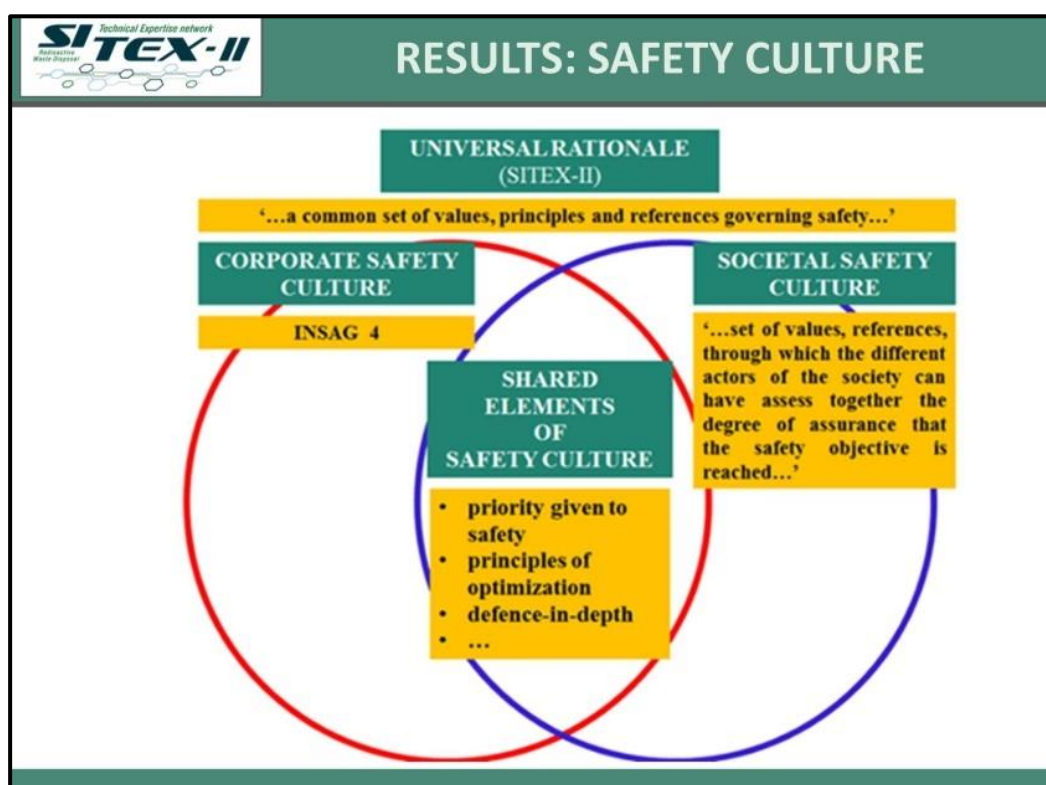 Technical Expertise network
SITEX-II
Radioactive
Waste Disposal
RESULTS: SAFETY CULTURE
UNIVERSAL RATIONALE
(SITEX-II)
‘…a common set of values, principles and references governing safety…’
CORPORATE SAFETY
CULTURE
INSAG 4
SOCIETAL SAFETY
CULTURE
‘…set of values, references,
through which the different
actors of the society can
have assess together the
degree of assurance that
the safety objective is
reached…’
SHARED
ELEMENTS
OF
SAFETY CULTURE
• priority given to
safety
• principles of
optimization
• defence-in-depth
• …